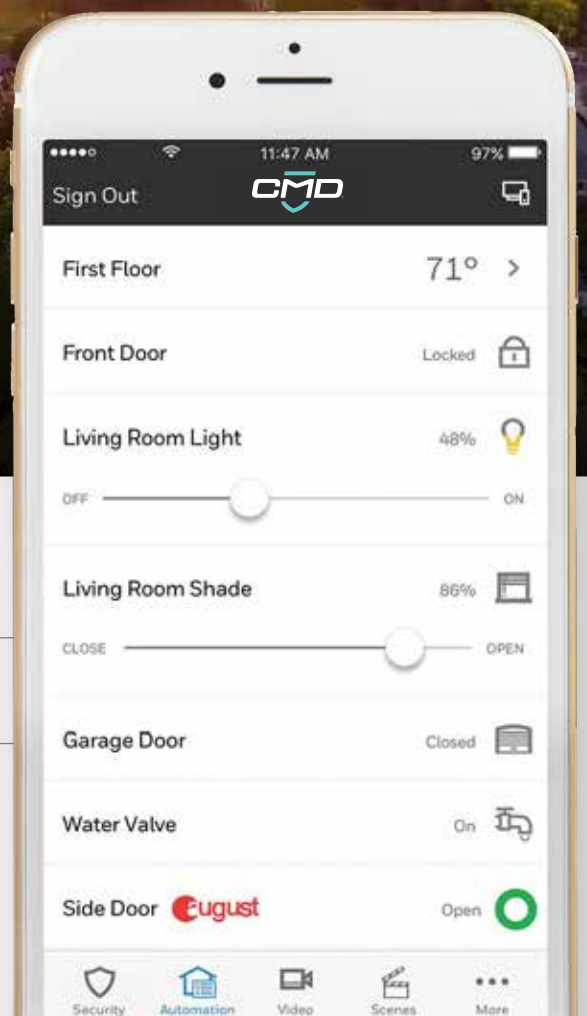 11:47 AM 97%
Sign Out CMD
First Floor 71°
Front Door Locked
Living Room Light 48%
OFF ON
Living Room Shade 86%
CLOSE OPEN
Garage Door Closed
Water Valve On
Side Door august Open
Security Automation Video Scenes More